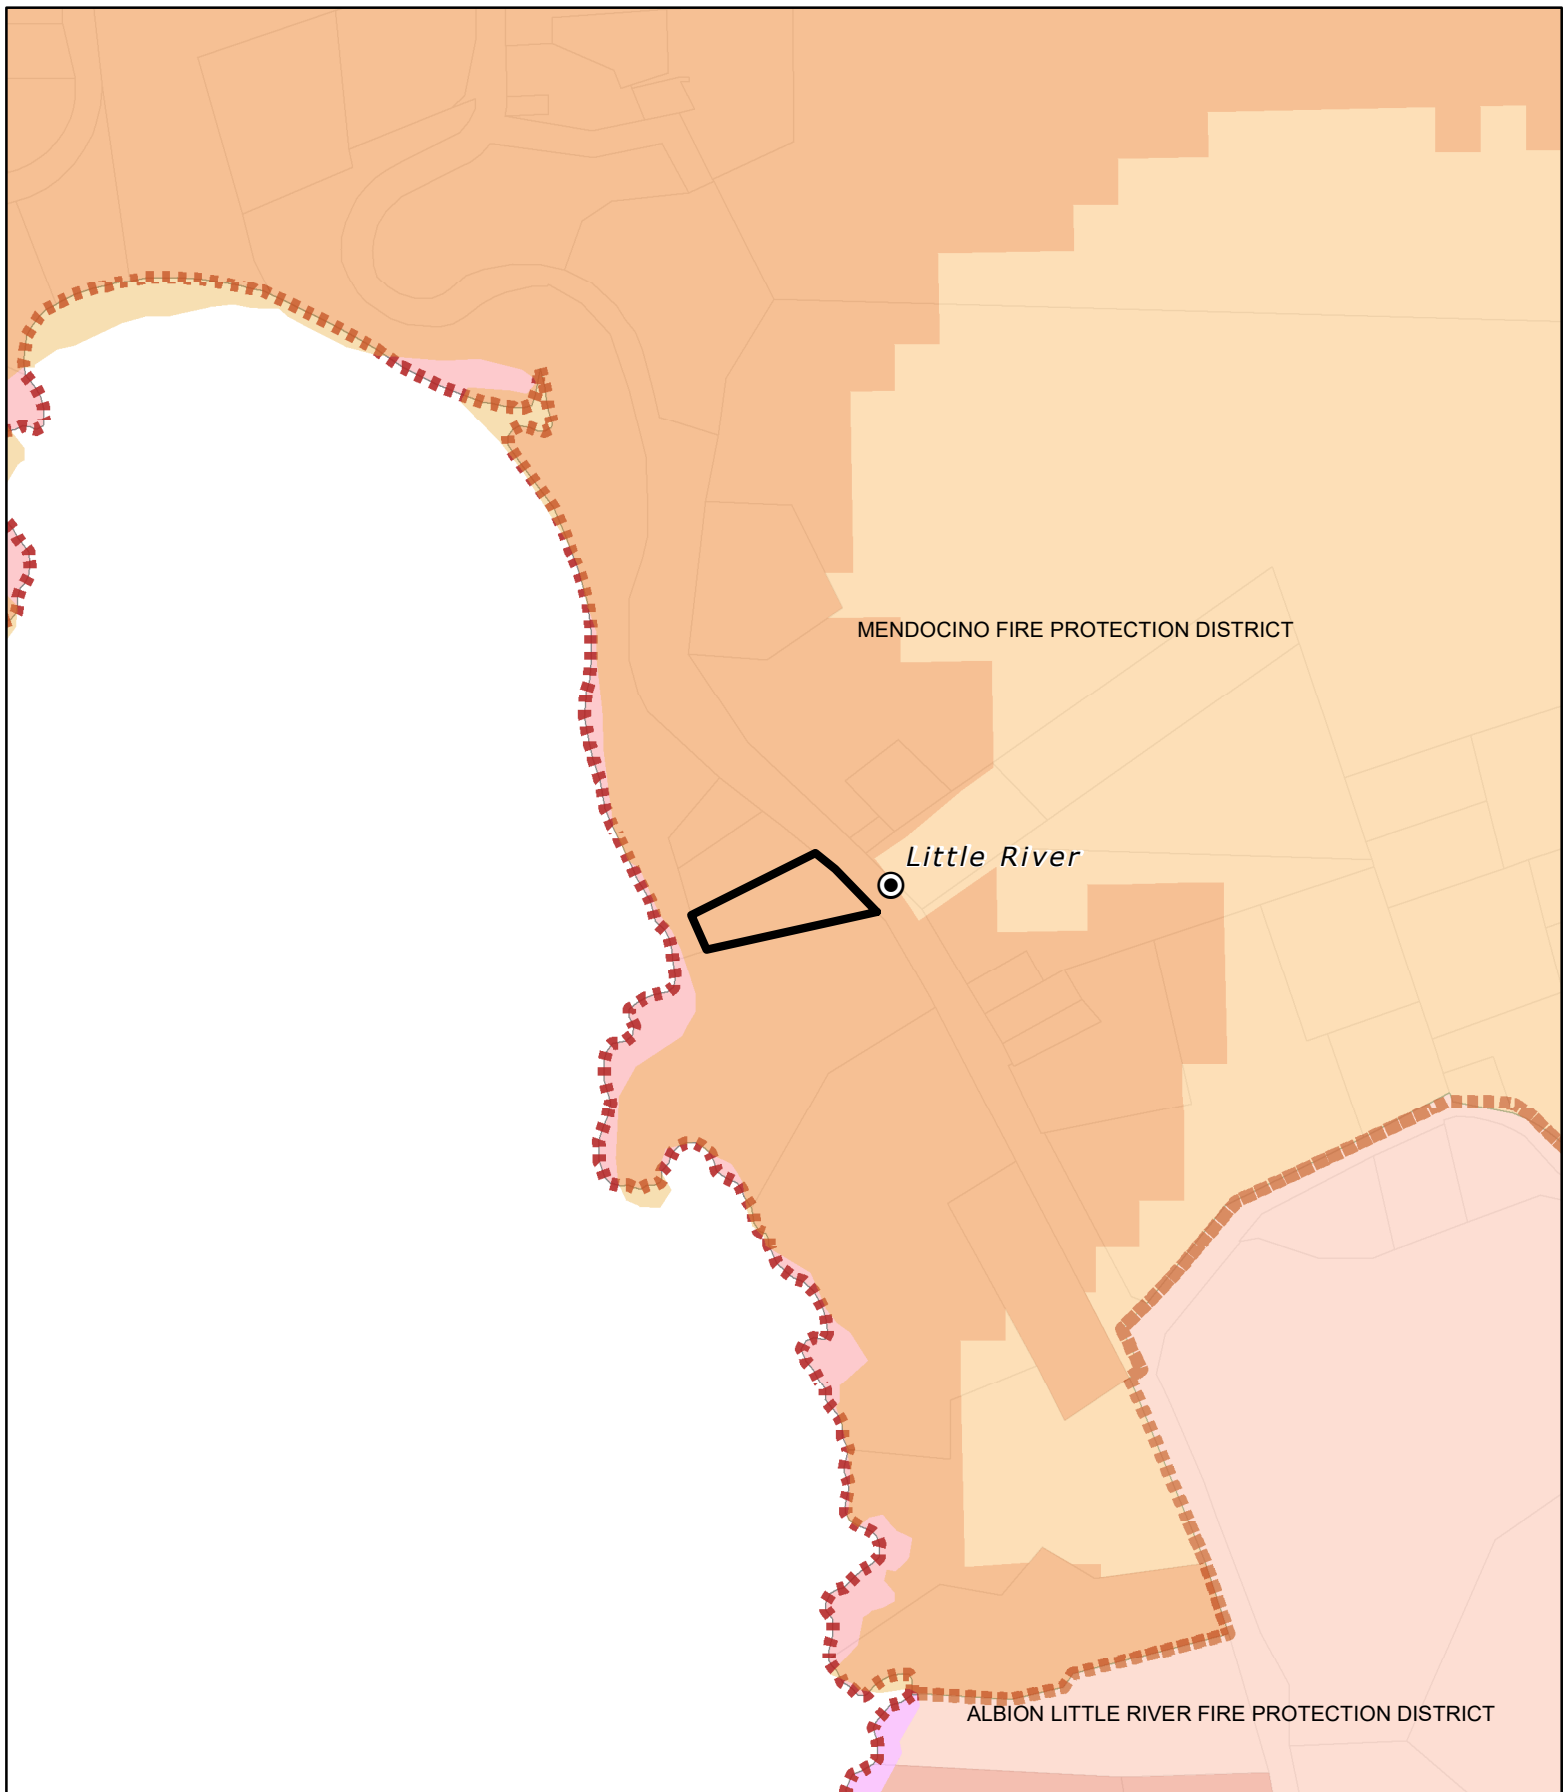 MENDOCINO FIRE PROTECTION DISTRICT
Little River
ALBION LITTLE RIVER FIRE PROTECTION DISTRICT